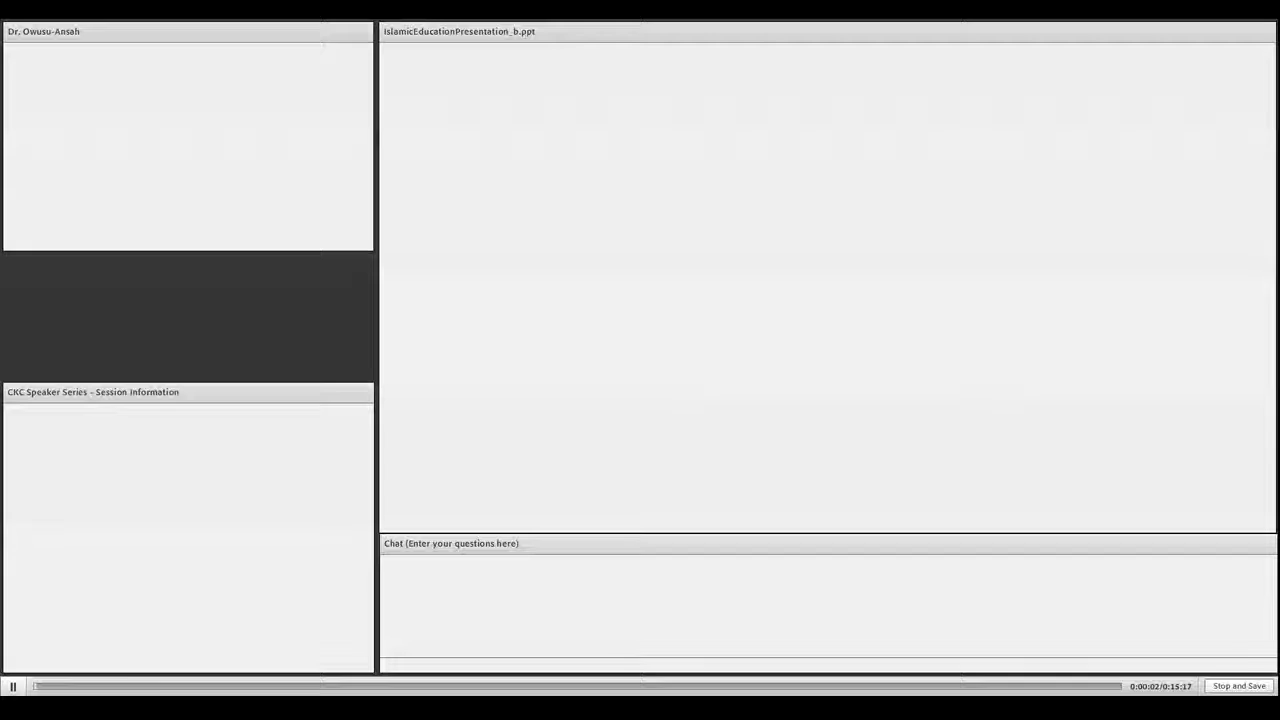 Dr. Owusu-Ansah
IslamicEducationPresentation_b.ppt
CKC Speaker Series - Session Information
Chat (Enter your questions here)
0:00:02/0:15:17
Stop and Save